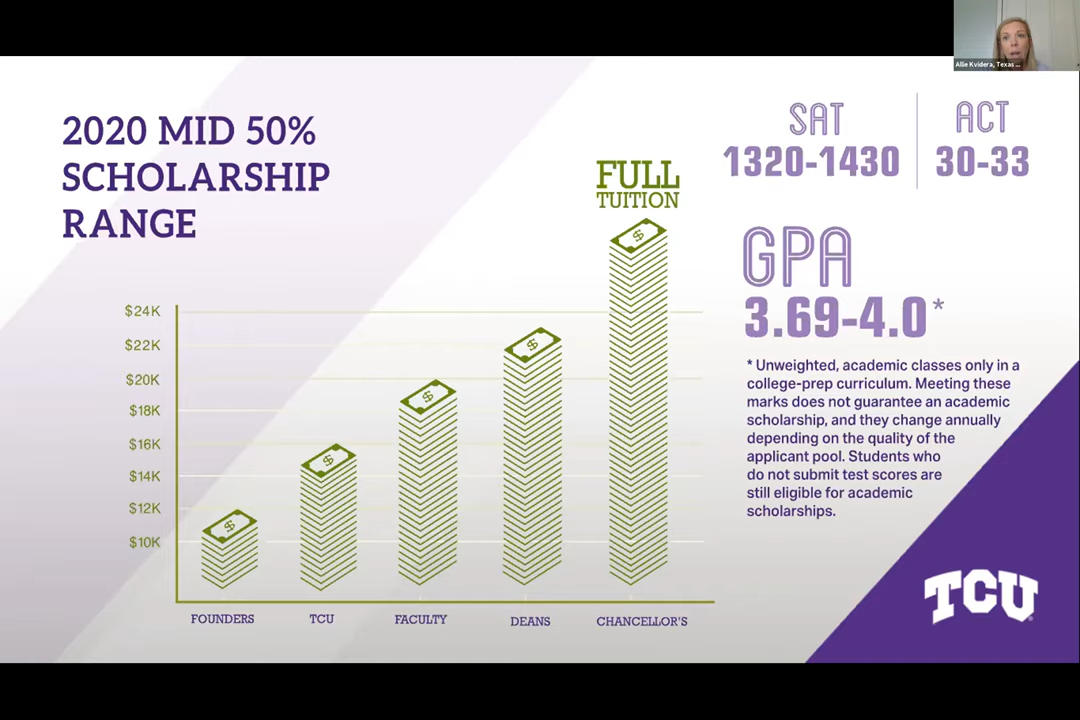 Allie Kvidera, Texas ...
2020 MID 50%
SCHOLARSHIP
RANGE
SAT
1320-1430
ACT
30-33
FULL
TUITION
GPA
3.69-4.0*
* Unweighted, academic classes only in a
college-prep curriculum. Meeting these
marks does not guarantee an academic
scholarship, and they change annually
depending on the quality of the
applicant pool. Students who
do not submit test scores are
still eligible for academic
scholarships.
$24K
$22K
$20K
$18K
$16K
$14K
$12K
$10K
$
$
$
$
$
FOUNDERS
TCU
FACULTY
DEANS
CHANCELLOR'S
TCU